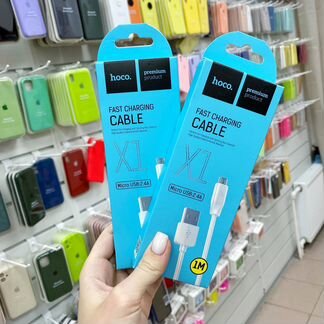 hoco.
premium
product
FAST CHARGING
CABLE
X1
Micro USB:2.4A
hoco.
premium
product
FAST CHARGING
CABLE
X1
Micro USB:2.4A
1M